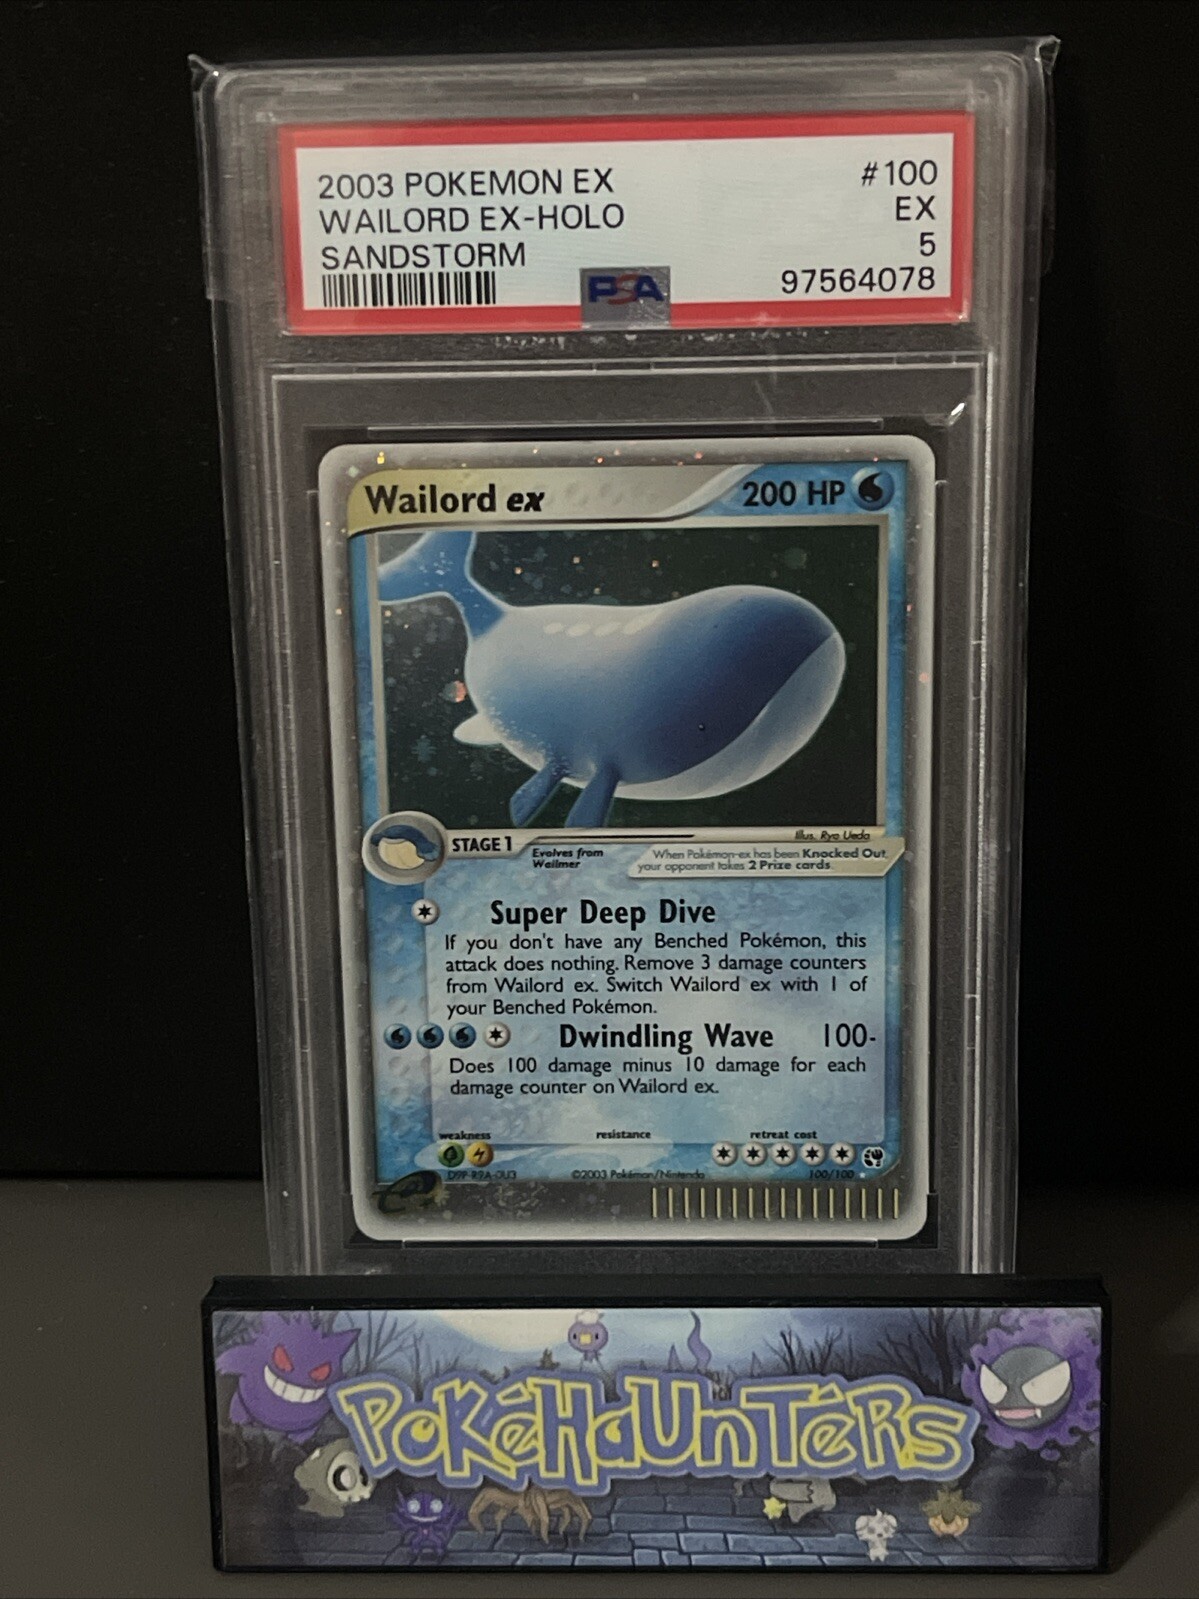 2003 POKEMON EX #100
WAILORD EX-HOLO EX
SANDSTORM 5
PSA 97564078
Wailord ex 200 HP
Illus. Ryo Ueda
STAGE 1 Evolves from
Wailmer
When Pokémon-ex has been Knocked Out,
your opponent takes 2 Prize cards.
Super Deep Dive
If you don't have any Benched Pokémon, this
attack does nothing. Remove 3 damage counters
from Wailord ex. Switch Wailord ex with 1 of
your Benched Pokémon.
Dwindling Wave 100-
Does 100 damage minus 10 damage for each
damage counter on Wailord ex.
weakness resistance retreat cost
D9P-R9A-0U3 ©2003 Pokémon/Nintendo 100/100
PoKéHaUnTéRs